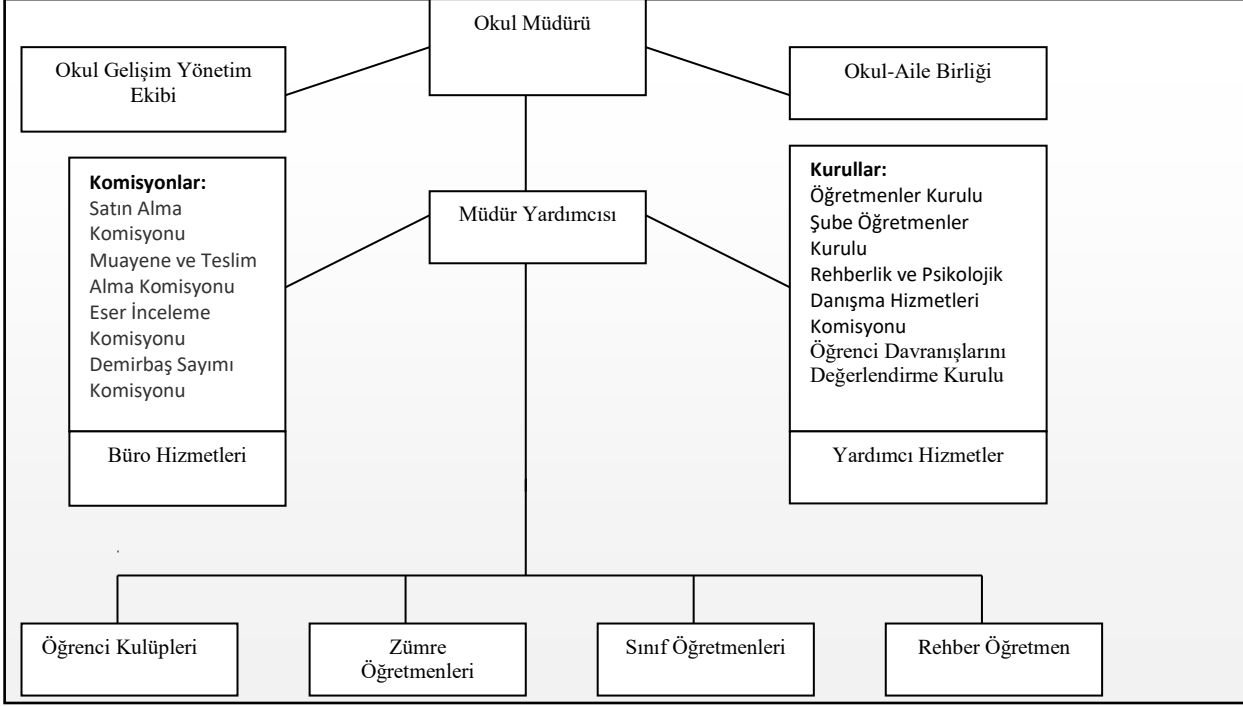 Okul Müdürü
Okul Gelişim Yönetim
Ekibi
Okul-Aile Birliği
Komisyonlar:
Satın Alma
Komisyonu
Muayene ve Teslim
Alma Komisyonu
Eser İnceleme
Komisyonu
Demirbaş Sayımı
Komisyonu
Müdür Yardımcısı
Kurullar:
Öğretmenler Kurulu
Şube Öğretmenler
Kurulu
Rehberlik ve Psikolojik
Danışma Hizmetleri
Komisyonu
Öğrenci Davranışlarını
Değerlendirme Kurulu
Büro Hizmetleri
Yardımcı Hizmetler
Öğrenci Kulüpleri
Zümre
Öğretmenleri
Sınıf Öğretmenleri
Rehber Öğretmen